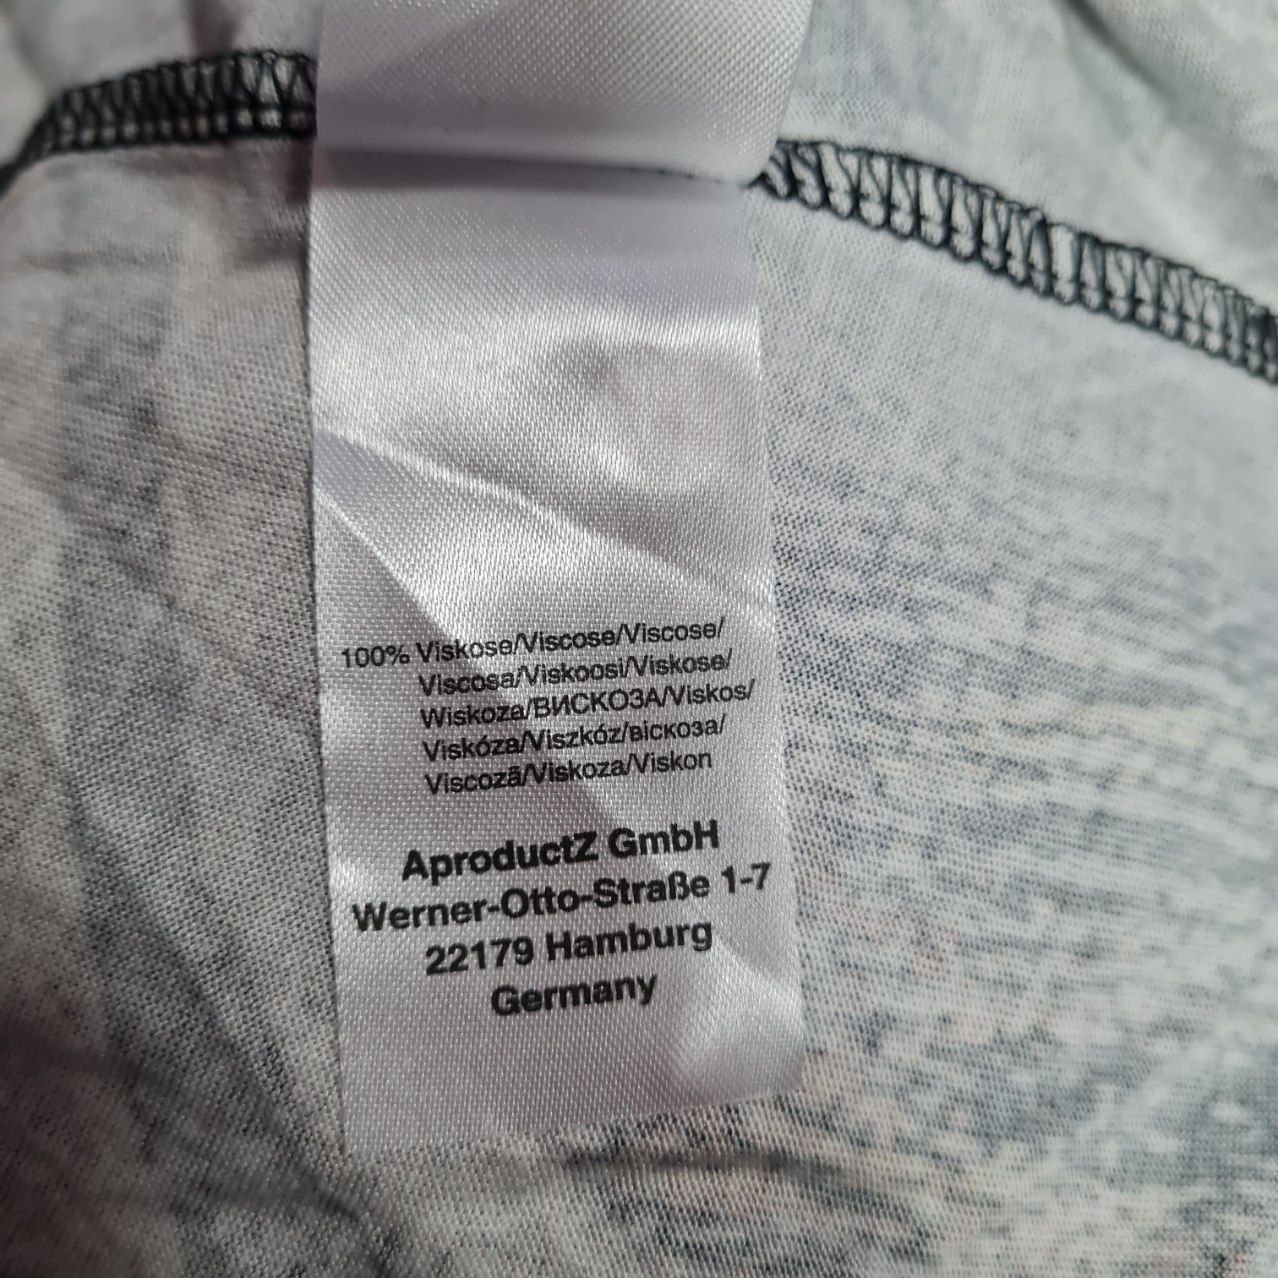 100% Viskose/Viscose/Viscose/
Viscosa/Viskoosi/Viskose/
Wiskoza/ВИСКОЗА/Viskos/
Viskóza/Viszkóz/віскоза/
Viscoză/Viskoza/Viskon
AproductZ GmbH
Werner-Otto-Straße 1-7
22179 Hamburg
Germany